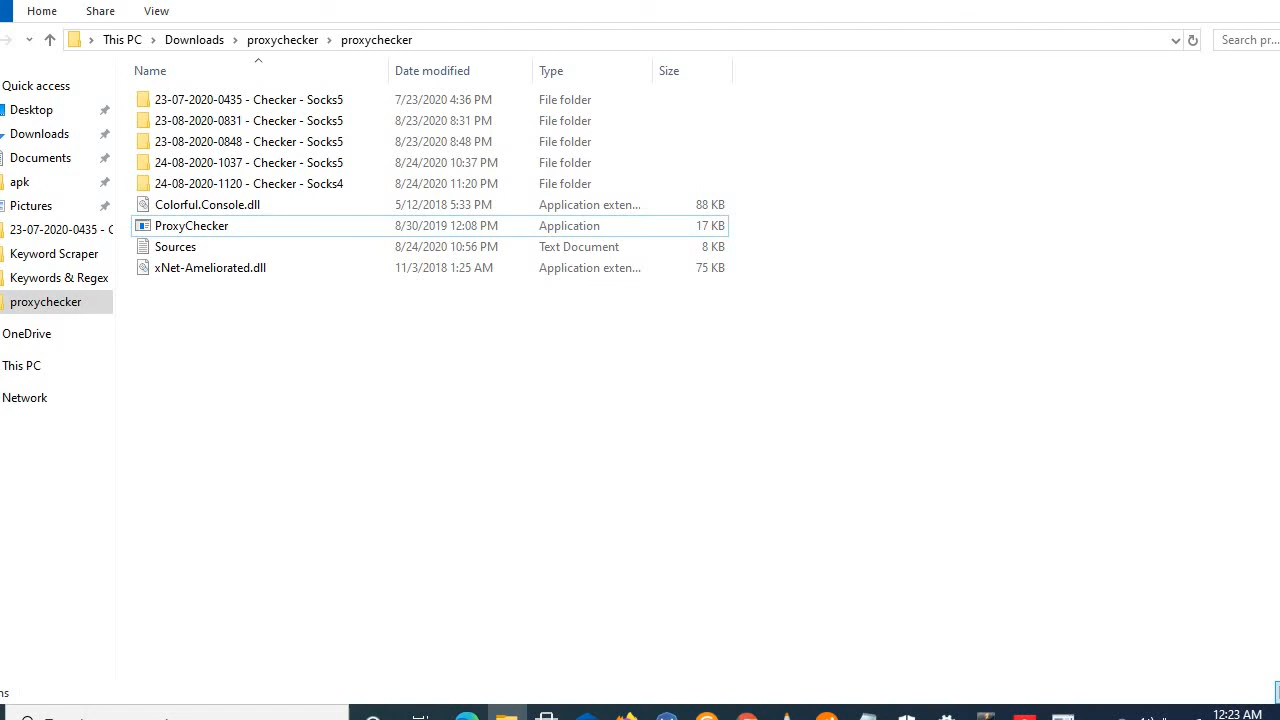 Home Share View
This PC Downloads proxychecker proxychecker Search pr...
Name Date modified Type Size
Quick access
Desktop
Downloads
Documents
apk
Pictures
23-07-2020-0435 - C
Keyword Scraper
Keywords & Regex
proxychecker
OneDrive
This PC
Network
23-07-2020-0435 - Checker - Socks5 7/23/2020 4:36 PM File folder
23-08-2020-0831 - Checker - Socks5 8/23/2020 8:31 PM File folder
23-08-2020-0848 - Checker - Socks5 8/23/2020 8:48 PM File folder
24-08-2020-1037 - Checker - Socks5 8/24/2020 10:37 PM File folder
24-08-2020-1120 - Checker - Socks4 8/24/2020 11:20 PM File folder
Colorful.Console.dll 5/12/2018 5:33 PM Application exten... 88 KB
ProxyChecker 8/30/2019 12:08 PM Application 17 KB
Sources 8/24/2020 10:56 PM Text Document 8 KB
xNet-Ameliorated.dll 11/3/2018 1:25 AM Application exten... 75 KB
ns
12:23 AM